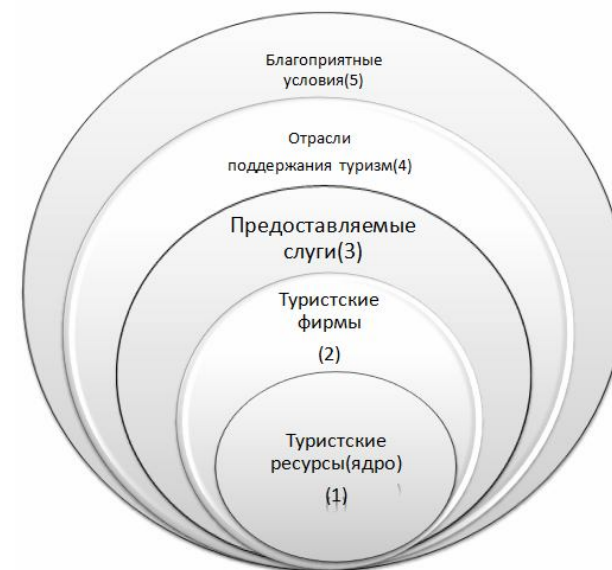 Благоприятные
условия(5)
Отрасли
поддержания туризм(4)
Предоставляемые
слуги(3)
Туристские
фирмы
(2)
Туристские
ресурсы(ядро)
(1)